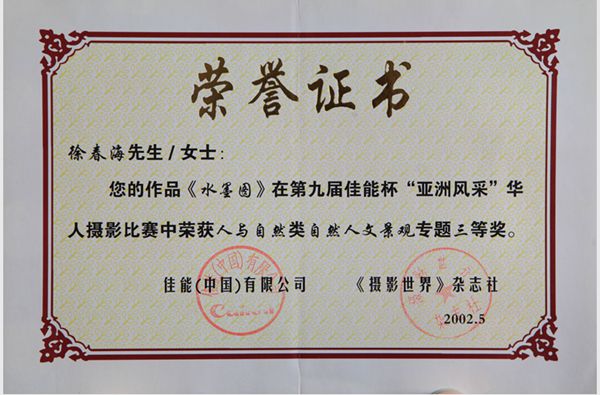 荣誉证书
徐春海先生/女士:
您的作品《水墨图》在第九届佳能杯“亚洲风采”华
人摄影比赛中荣获人与自然类自然人文景观专题三等奖。
佳能(中国)有限公司 《摄影世界》杂志社
2002.5